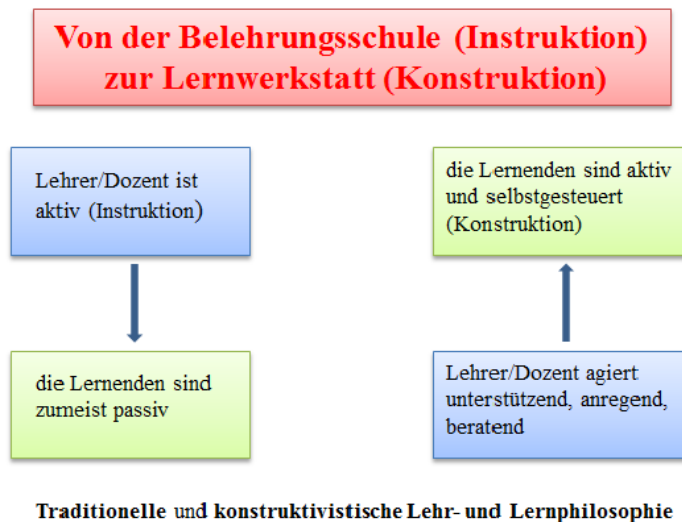 Von der Belehrungsschule (Instruktion)
zur Lernwerkstatt (Konstruktion)
Lehrer/Dozent ist
aktiv (Instruktion)
die Lernenden sind
zumeist passiv
die Lernenden sind aktiv
und selbstgesteuert
(Konstruktion)
Lehrer/Dozent agiert
unterstützend, anregend,
beratend
Traditionelle und konstruktivistische Lehr- und Lernphilosophie